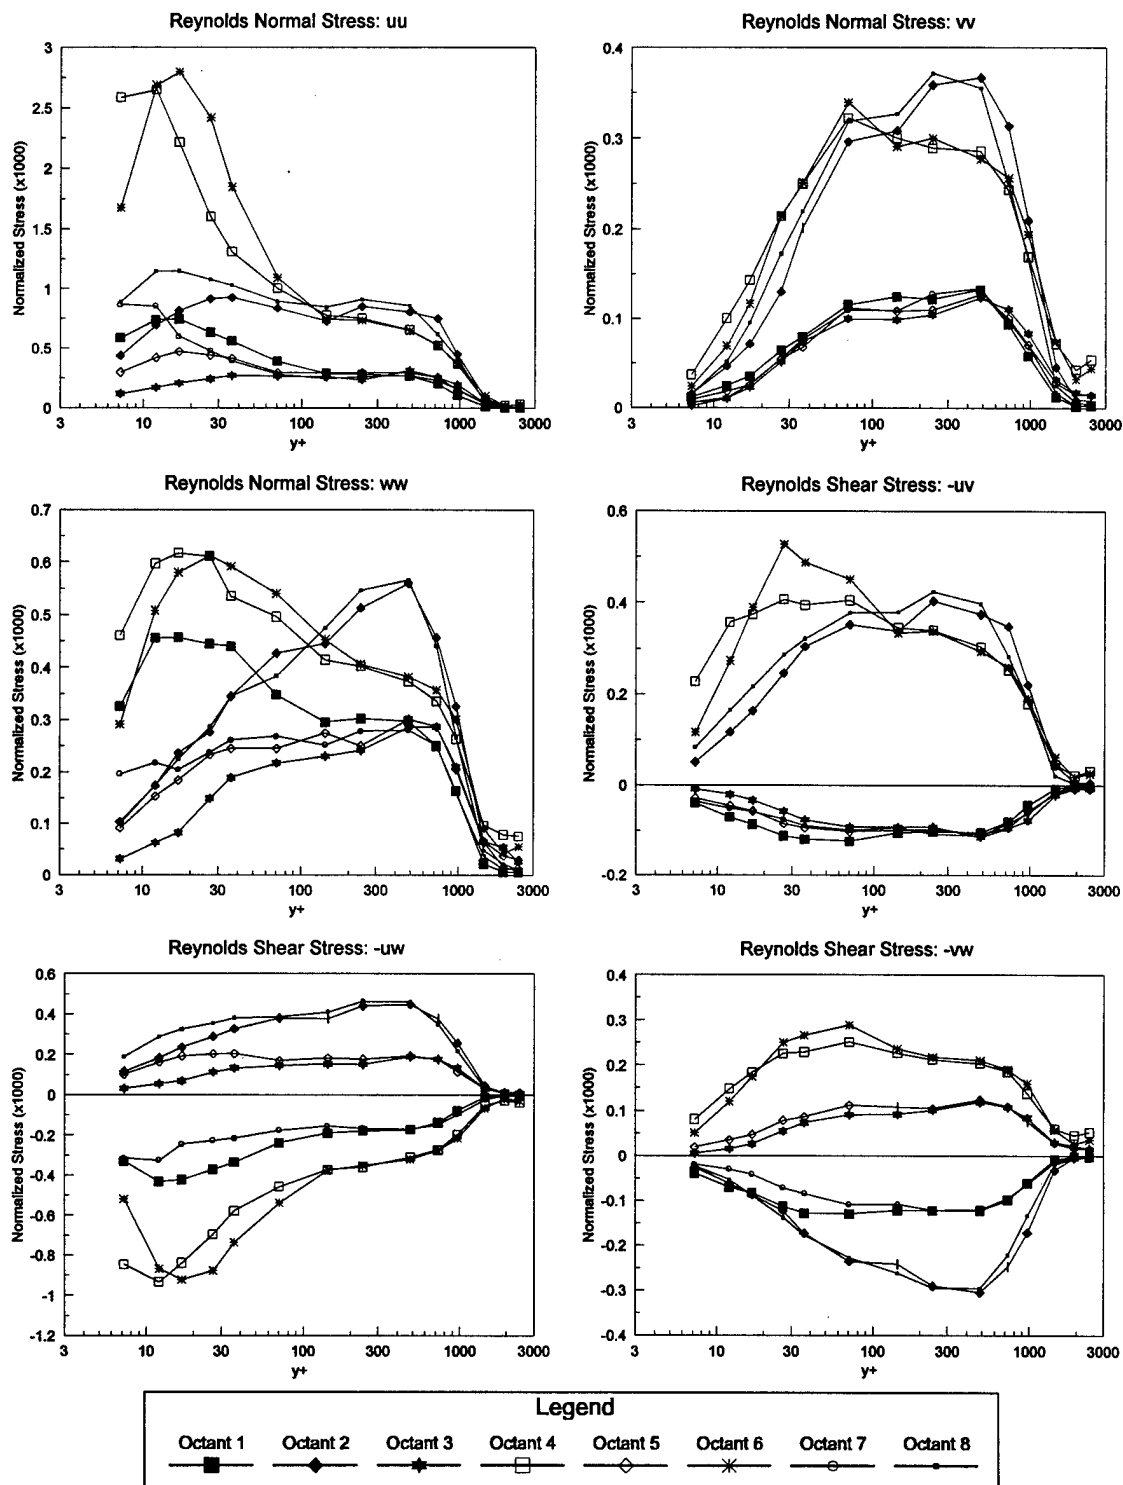 Reynolds Normal Stress: uu
Normalized Stress (x1000)
3
2.5
2
1.5
1
0.5
0
3 10 30 100 300 1000 3000
y+
Reynolds Normal Stress: vv
Normalized Stress (x1000)
0.4
0.3
0.2
0.1
0
3 10 30 100 300 1000 3000
y+
Reynolds Normal Stress: ww
Normalized Stress (x1000)
0.7
0.6
0.5
0.4
0.3
0.2
0.1
0
3 10 30 100 300 1000 3000
y+
Reynolds Shear Stress: -uv
Normalized Stress (x1000)
0.6
0.4
0.2
0
-0.2
3 10 30 100 300 1000 3000
y+
Reynolds Shear Stress: -uw
Normalized Stress (x1000)
0.6
0.4
0.2
0
-0.2
-0.4
-0.6
-0.8
-1
-1.2
3 10 30 100 300 1000 3000
y+
Reynolds Shear Stress: -vw
Normalized Stress (x1000)
0.4
0.3
0.2
0.1
0
-0.1
-0.2
-0.3
-0.4
3 10 30 100 300 1000 3000
y+
Legend
Octant 1 Octant 2 Octant 3 Octant 4 Octant 5 Octant 6 Octant 7 Octant 8